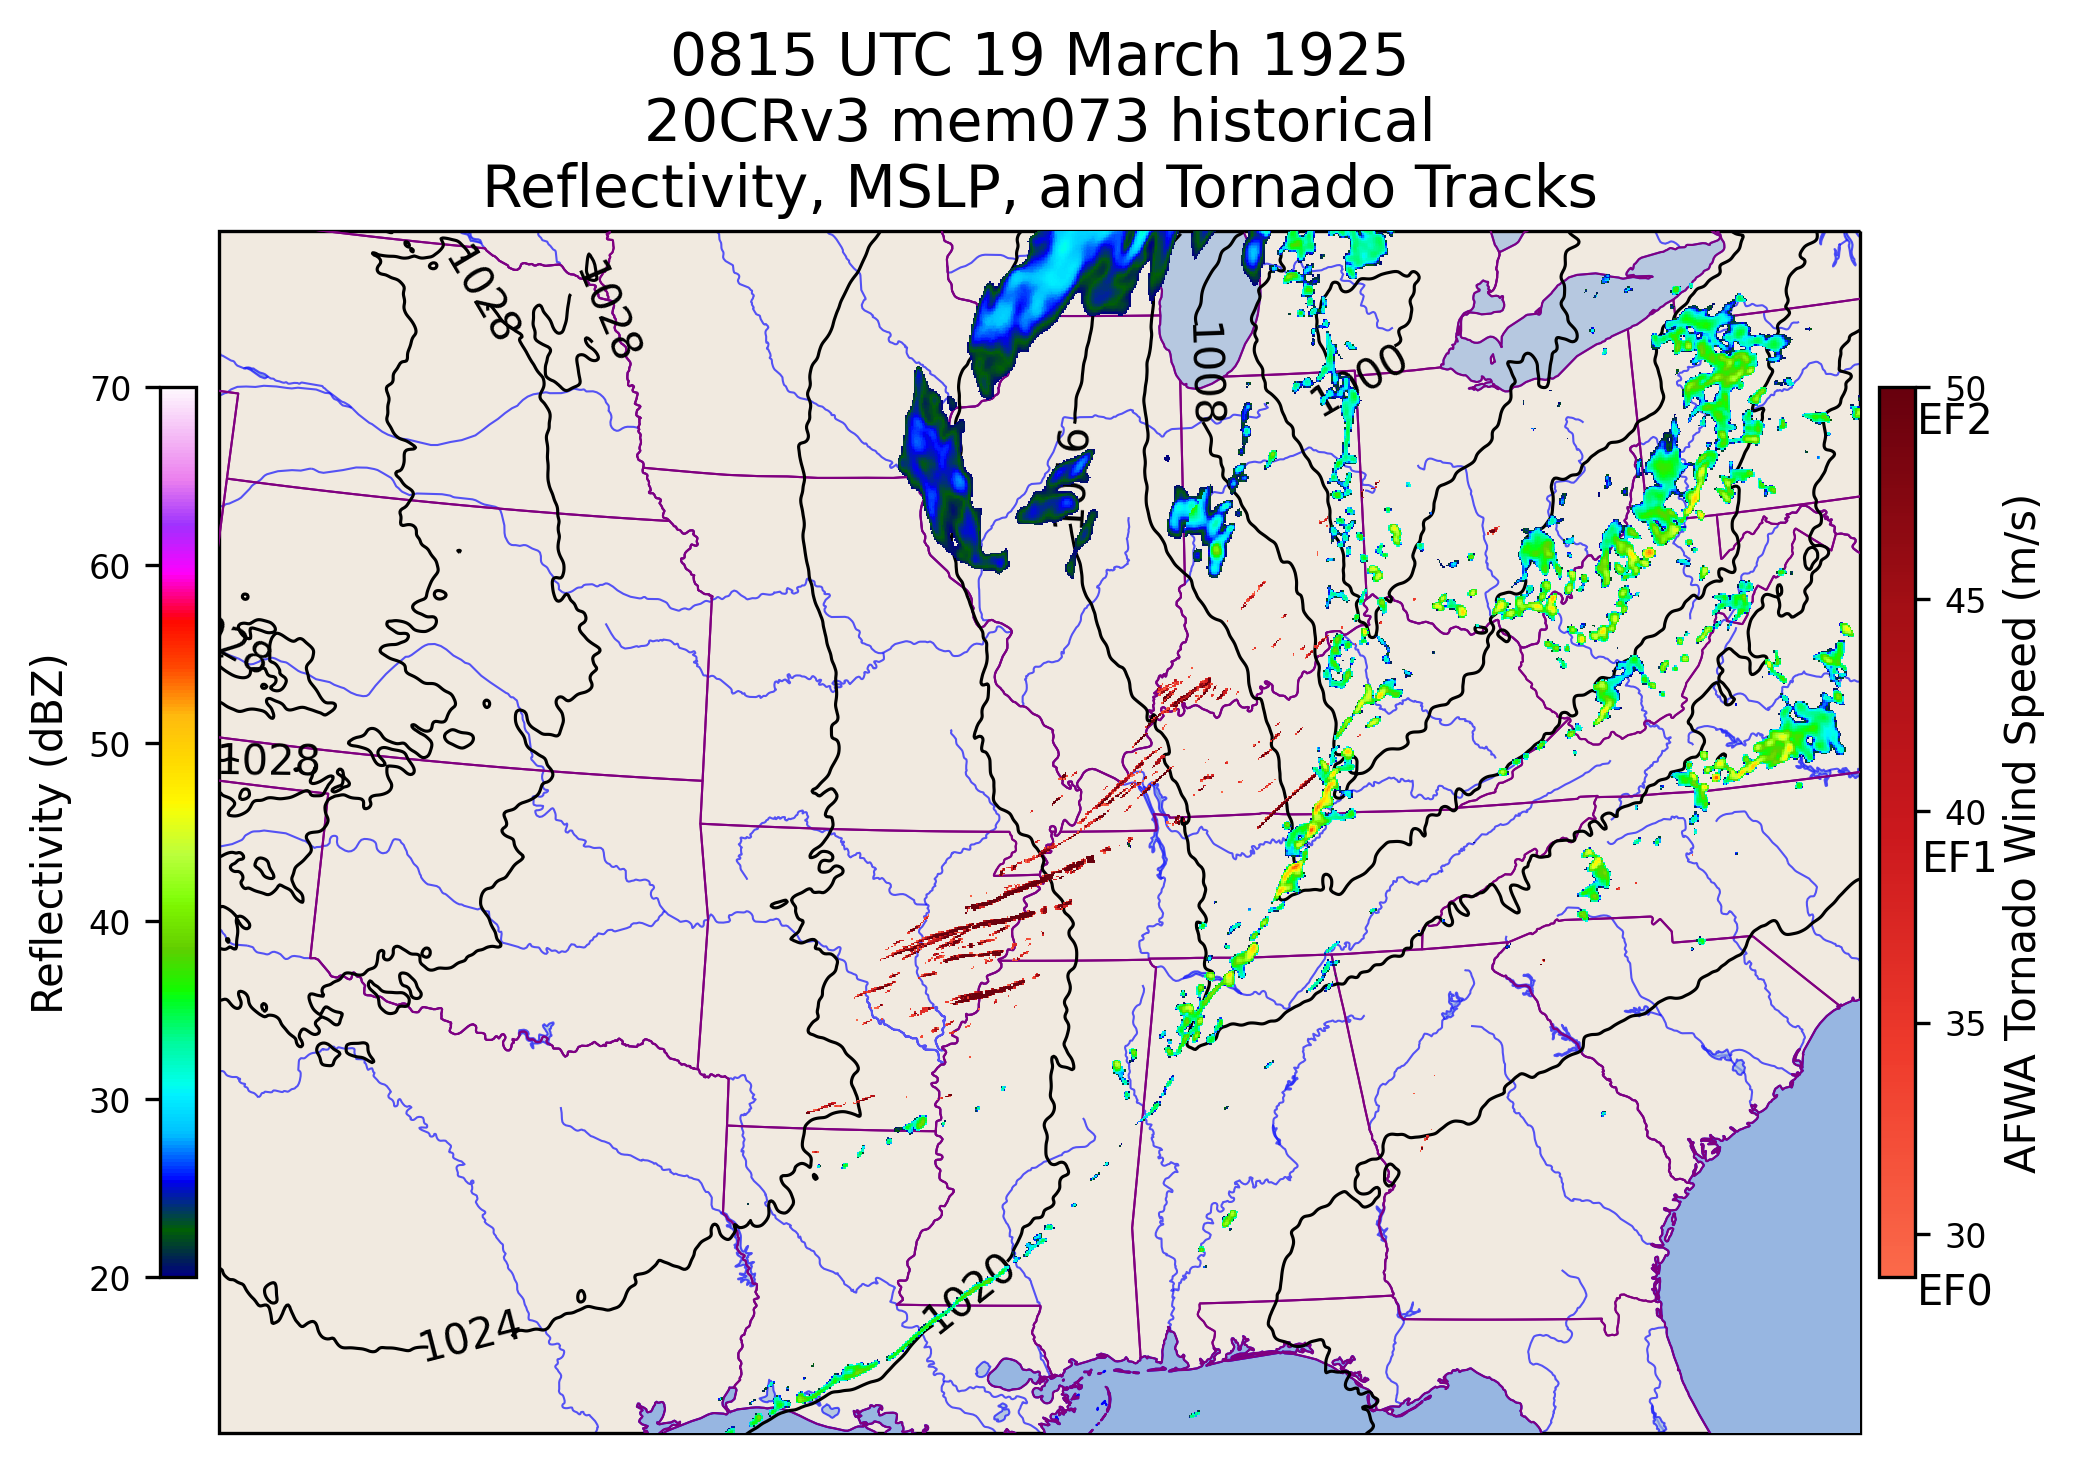 0815 UTC 19 March 1925
20CRv3 mem073 historical
Reflectivity, MSLP, and Tornado Tracks
Reflectivity (dBZ)
70
60
50
40
30
20
1028
1028
1008
1028
1024
1020
50
EF2
45
40
EF1
35
30
EF0
AFWA Tornado Wind Speed (m/s)